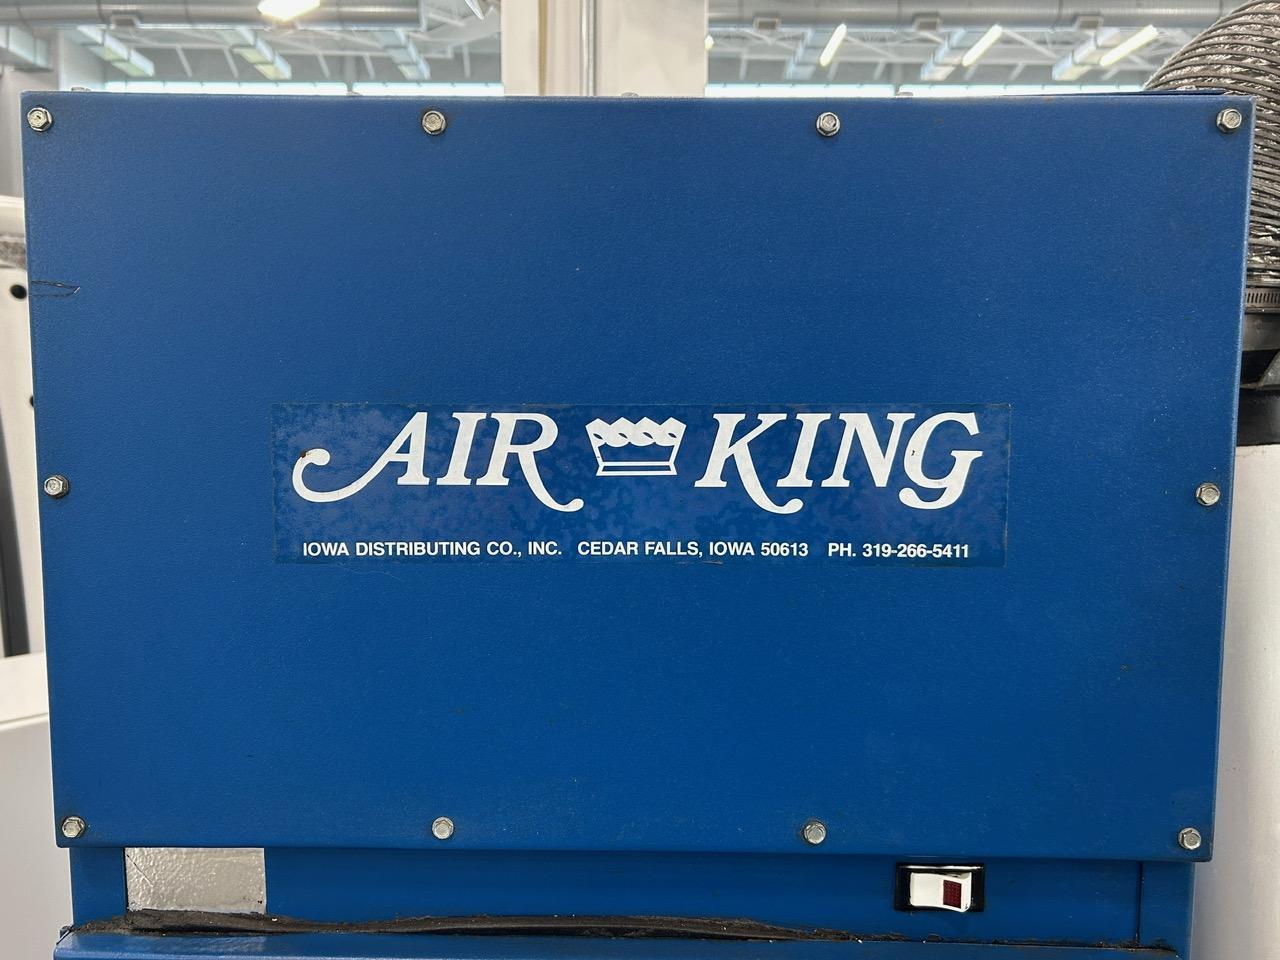 AIR KING
IOWA DISTRIBUTING CO., INC. CEDAR FALLS, IOWA 50613 PH. 319-266-5411